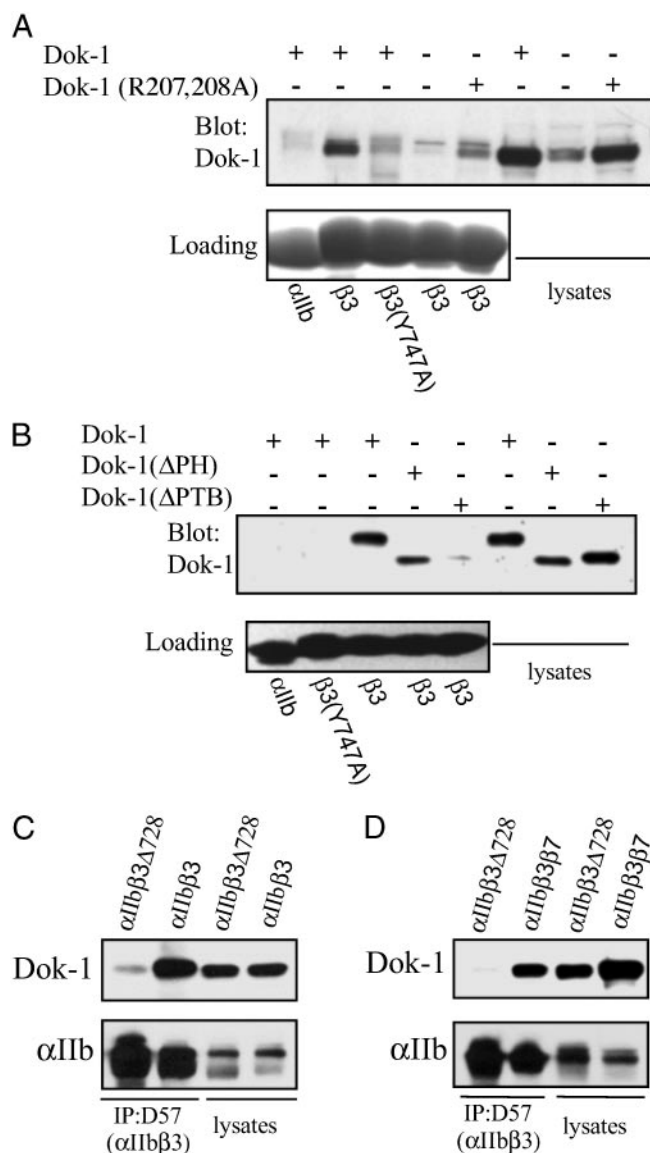 A
Dok-1 + + + - - + - -
Dok-1 (R207,208A) - - - - + - - +
Blot:
Dok-1
Loading
αIIb β3 β3(Y747A) β3 β3 lysates
B
Dok-1 + + + - - + - -
Dok-1(ΔPH) - - - + - - + -
Dok-1(ΔPTB) - - - - + - - +
Blot:
Dok-1
Loading
αIIb β3(Y747A) β3 β3 β3 lysates
C
αIIbβ3Δ728 αIIbβ3 αIIbβ3Δ728 αIIbβ3
Dok-1
αIIb
IP:D57 lysates
(αIIbβ3)
D
αIIbβ3Δ728 αIIbβ3β7 αIIbβ3Δ728 αIIbβ3β7
Dok-1
αIIb
IP:D57 lysates
(αIIbβ3)